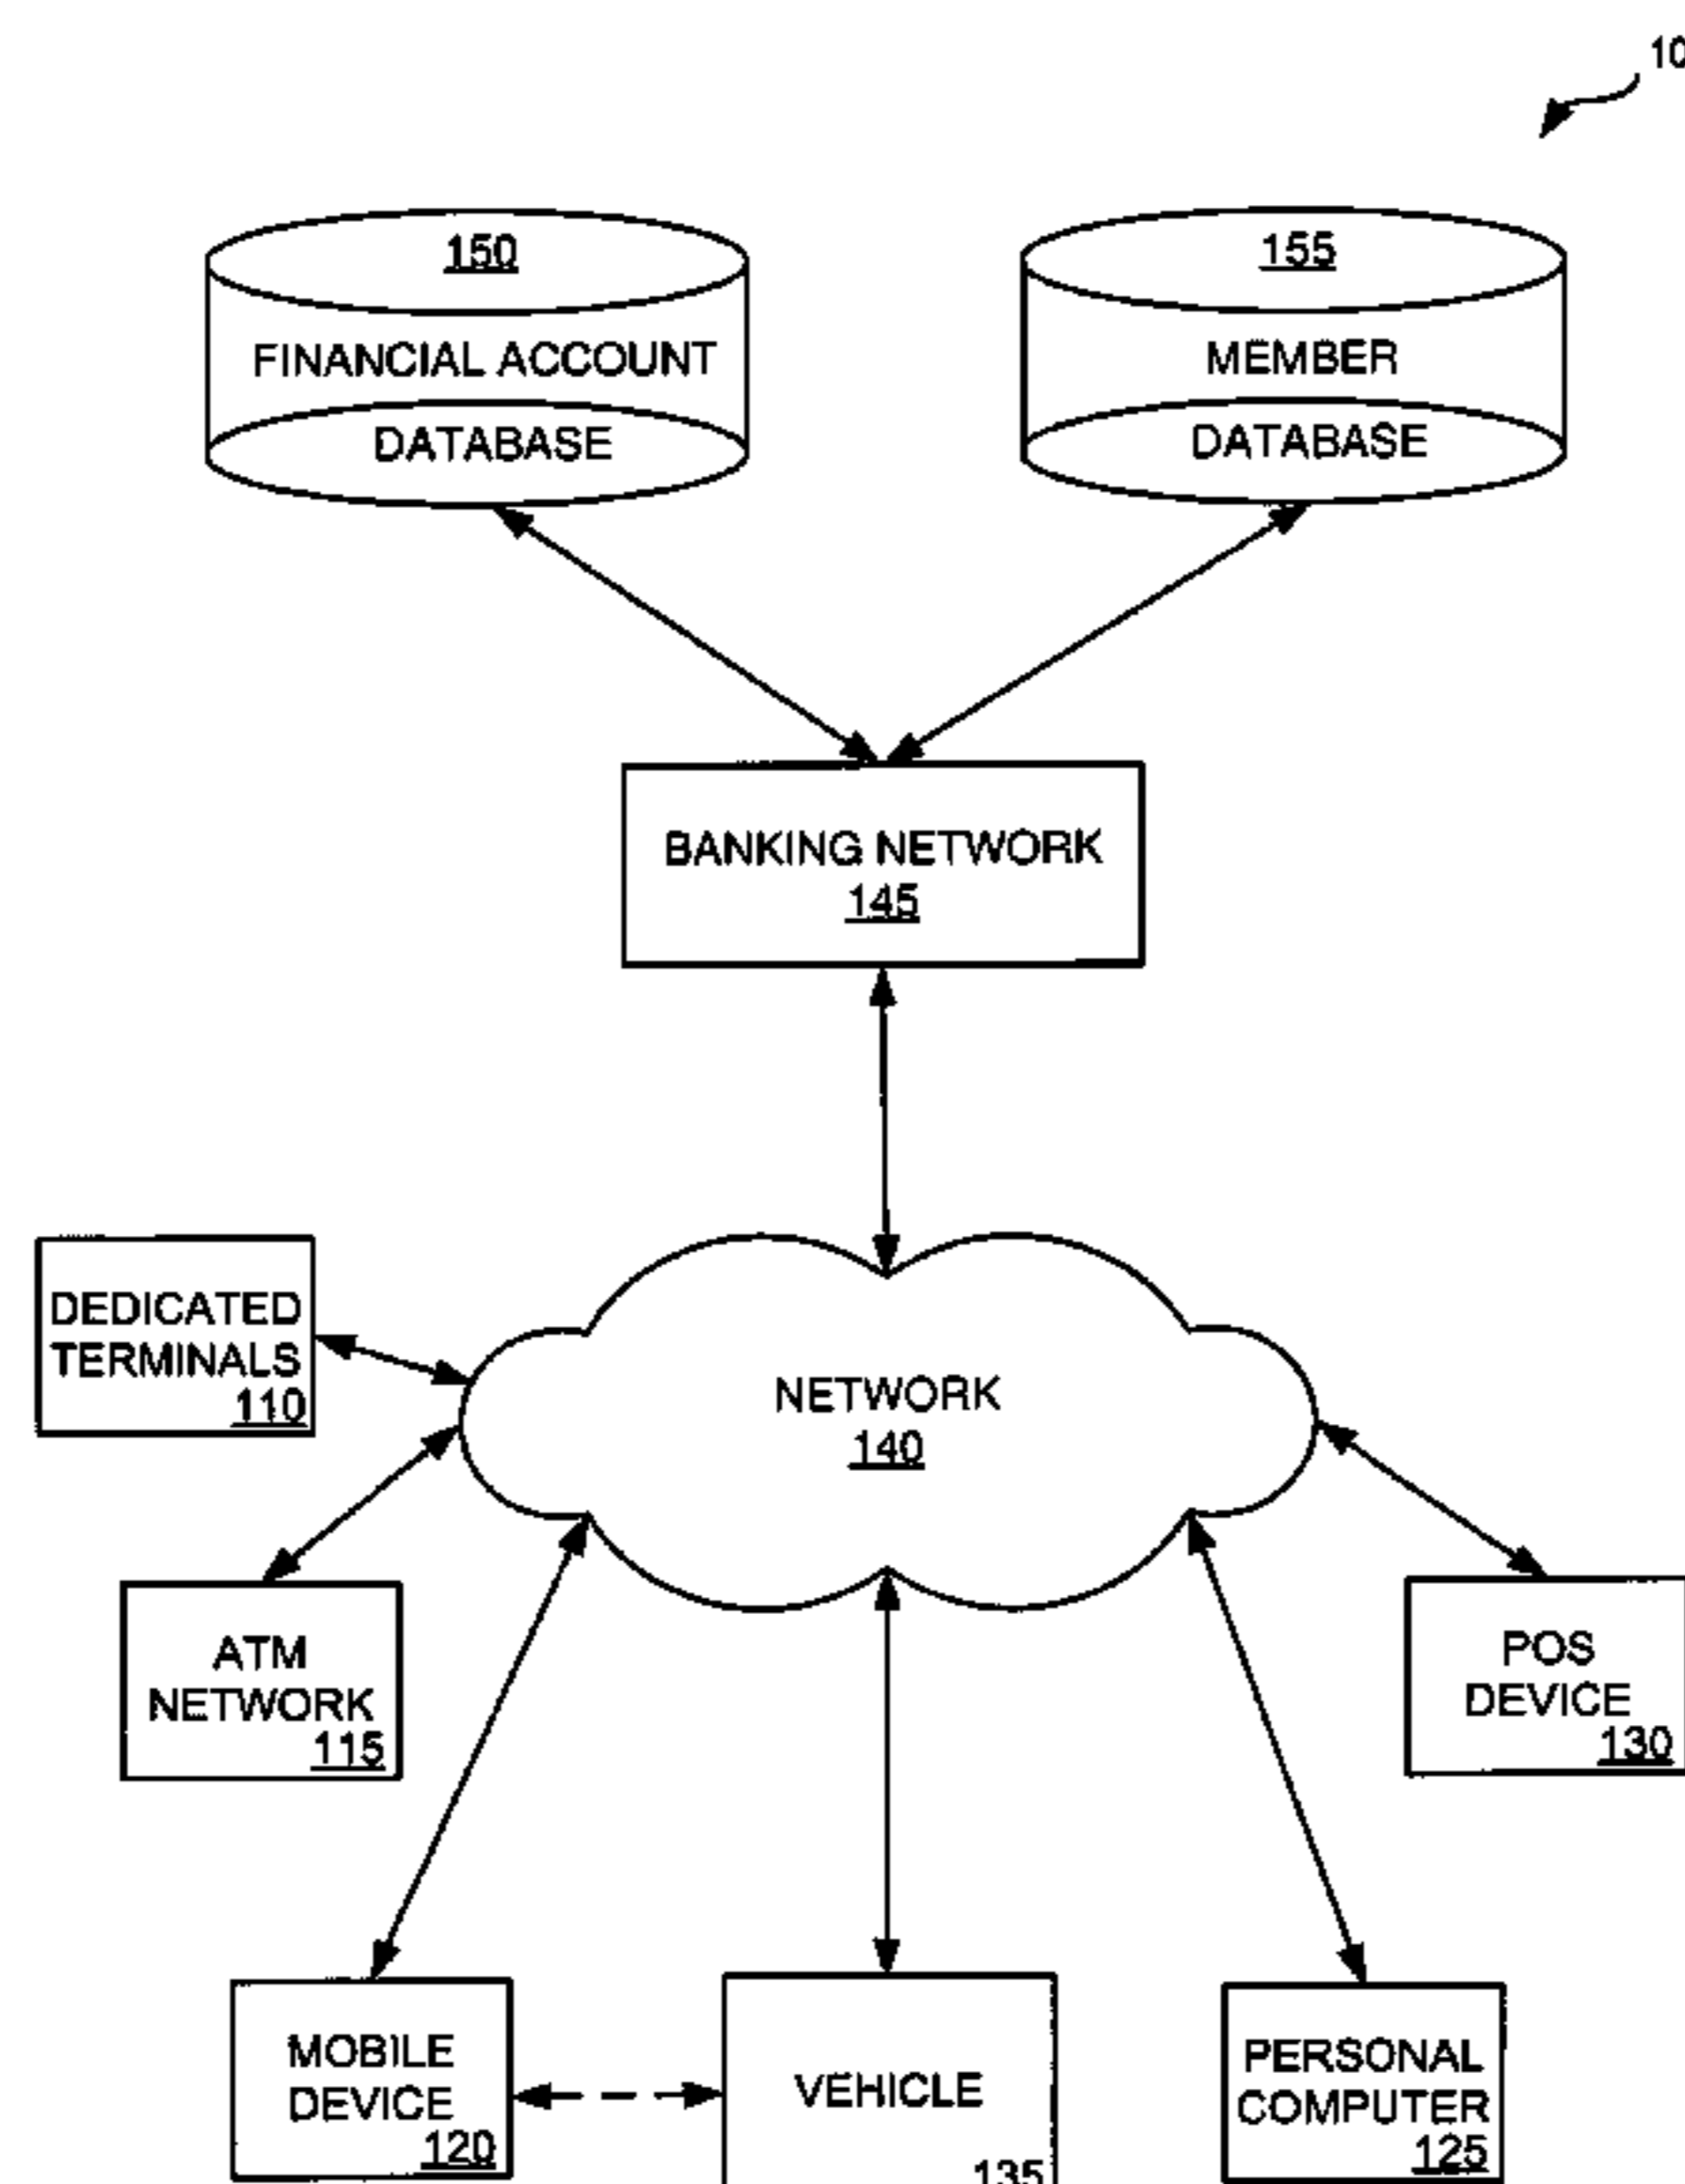 10
150
FINANCIAL ACCOUNT
DATABASE
155
MEMBER
DATABASE
BANKING NETWORK
145
DEDICATED
TERMINALS
110
NETWORK
140
ATM
NETWORK
115
POS
DEVICE
130
MOBILE
DEVICE
120
VEHICLE
135
PERSONAL
COMPUTER
125